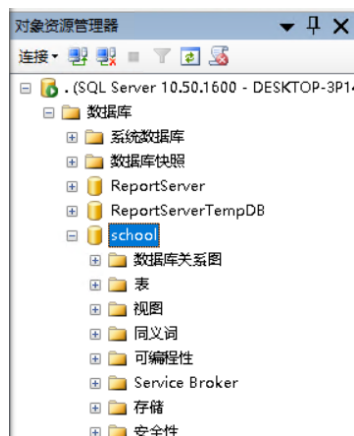 对象资源管理器
连接
. (SQL Server 10.50.1600 - DESKTOP-3P14
数据库
系统数据库
数据库快照
ReportServer
ReportServerTempDB
school
数据库关系图
表
视图
同义词
可编程性
Service Broker
存储
安全性